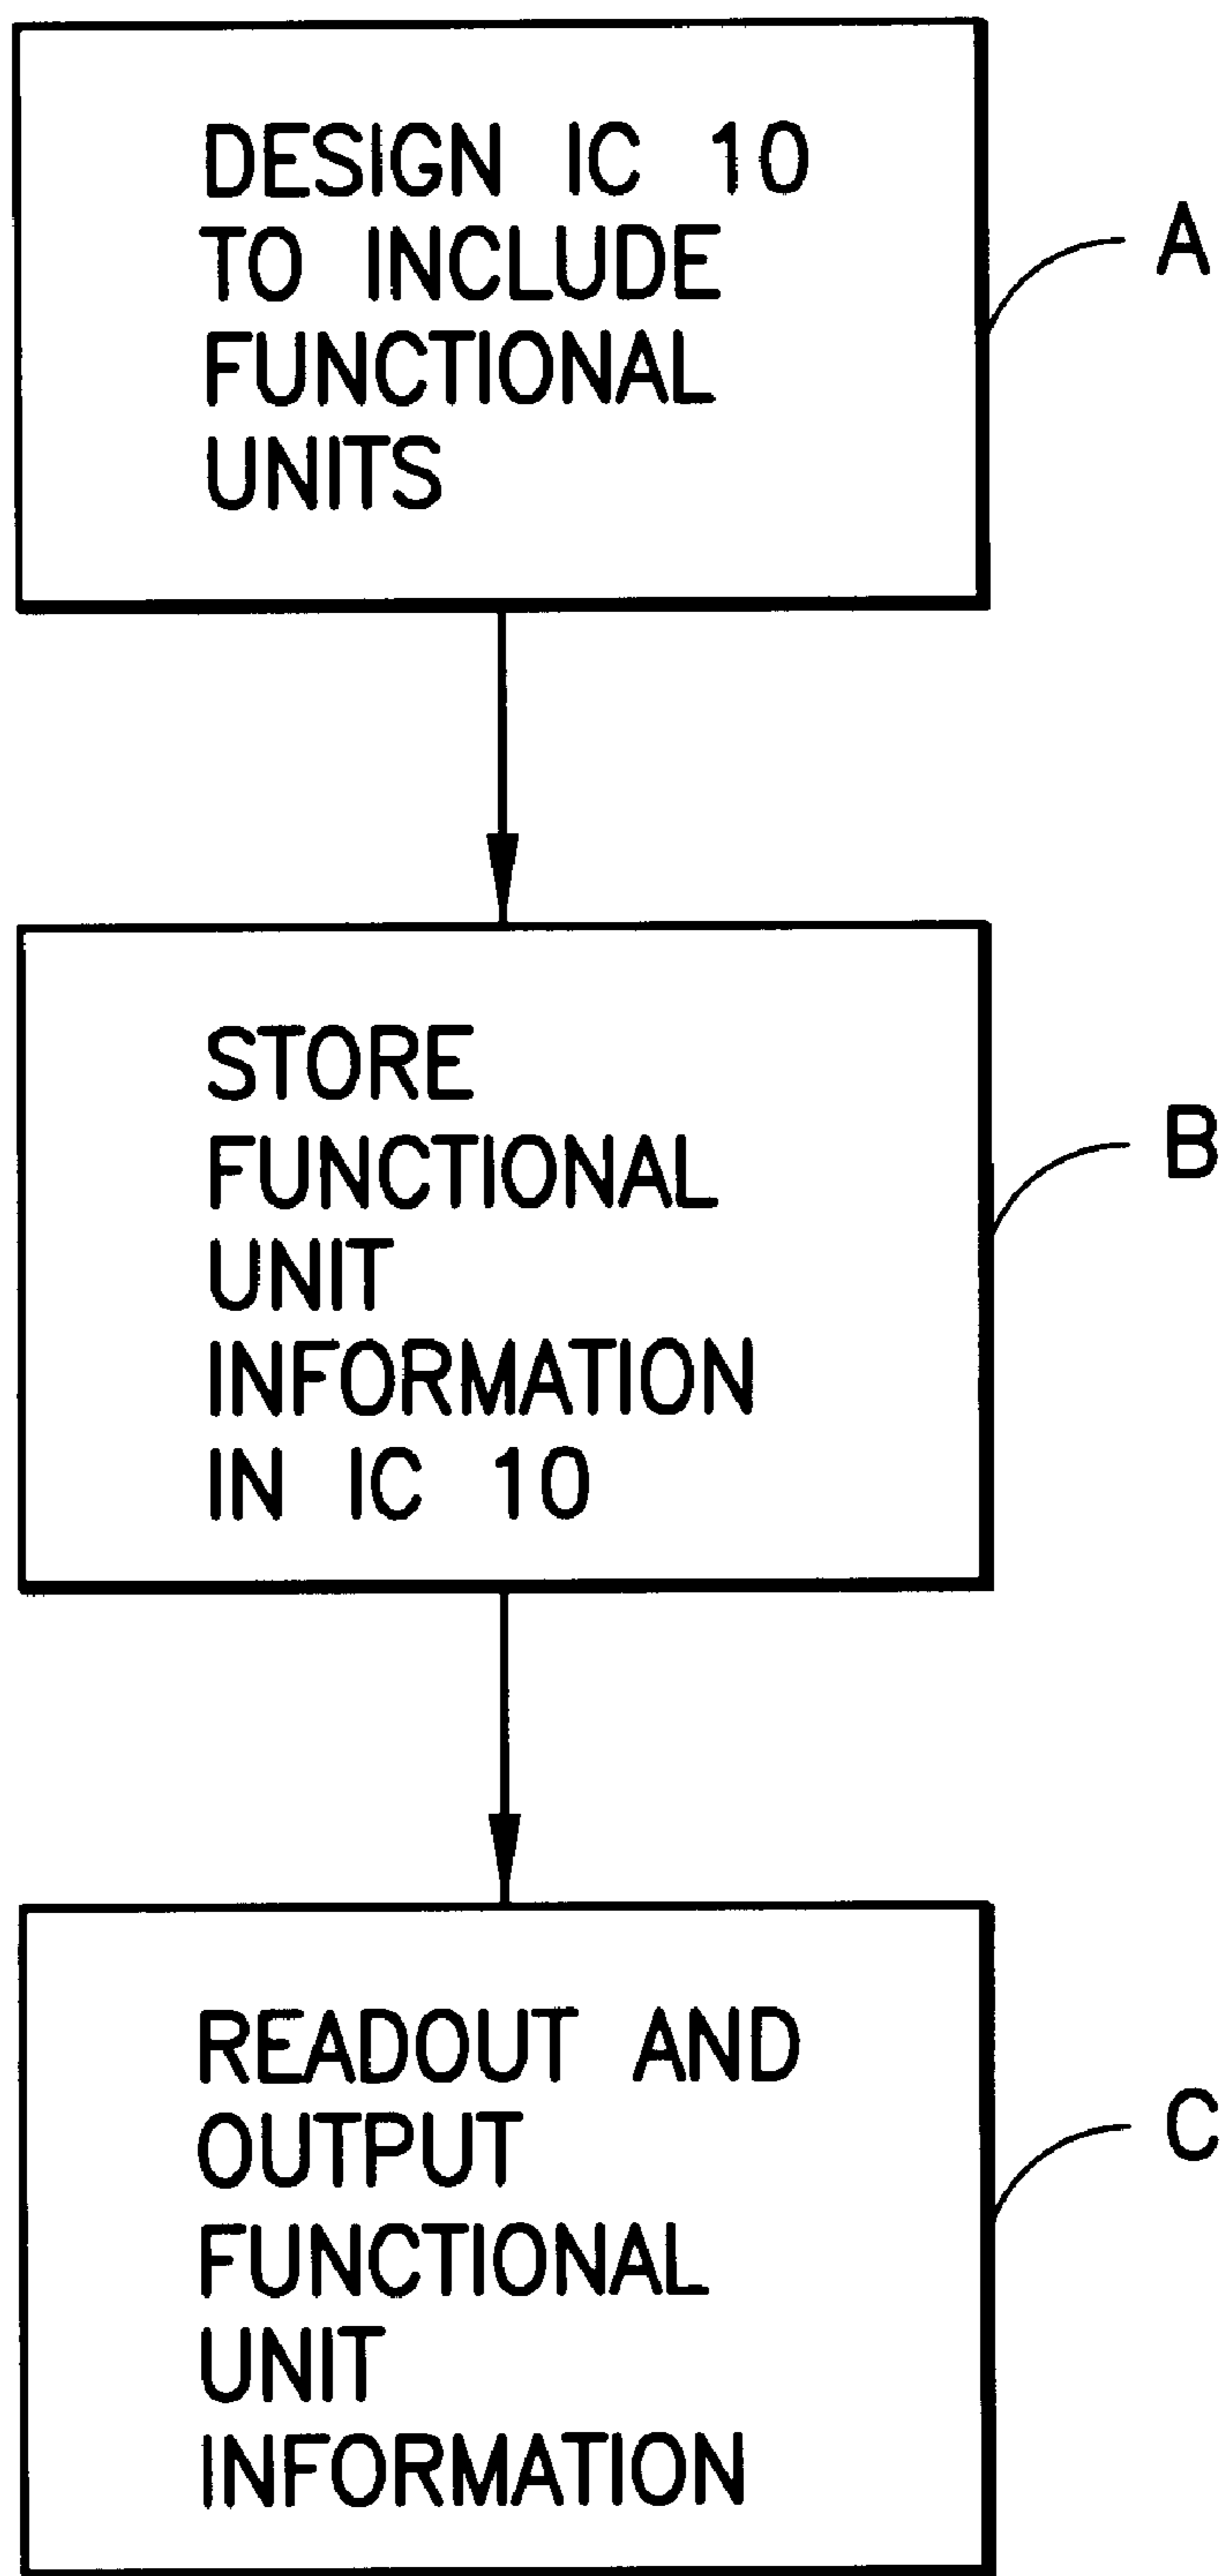 DESIGN IC 10
TO INCLUDE
FUNCTIONAL
UNITS
A
STORE
FUNCTIONAL
UNIT
INFORMATION
IN IC 10
B
READOUT AND
OUTPUT
FUNCTIONAL
UNIT
INFORMATION
C